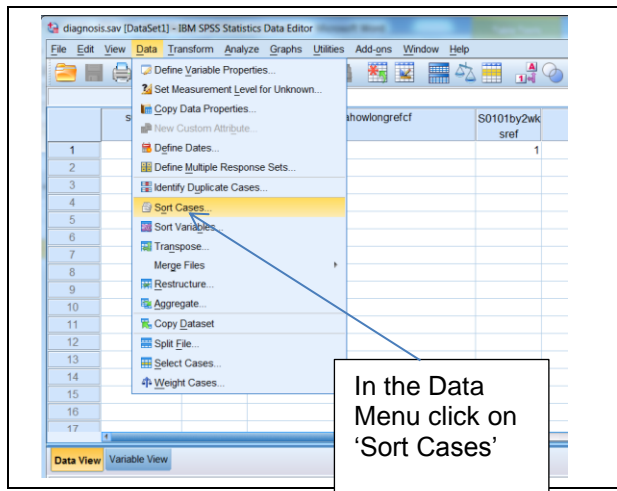 diagnosis.sav [DataSet1] - IBM SPSS Statistics Data Editor
File Edit View Data Transform Analyze Graphs Utilities Add-ons Window Help
Define Variable Properties...
Set Measurement Level for Unknown...
Copy Data Properties...
New Custom Attribute...
Define Dates...
Define Multiple Response Sets...
Identify Duplicate Cases...
Sort Cases...
Sort Variables...
Transpose...
Merge Files
Restructure...
Aggregate...
Copy Dataset
Split File...
Select Cases...
Weight Cases...
ahowlongrefcf
S0101by2wk
sref
1 1
2
3
4
5
6
7
8
9
10
11
12
13
14
15
16
17
Data View Variable View
In the Data
Menu click on
‘Sort Cases’